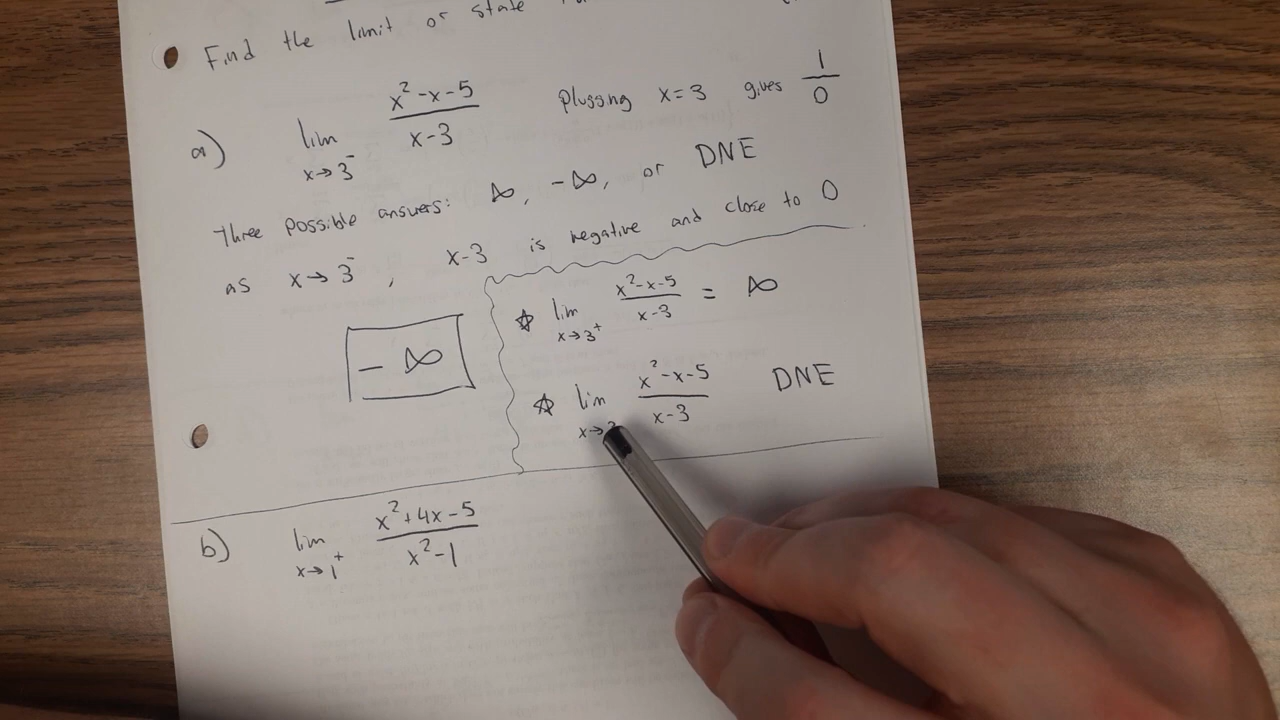 Find the limit or state
a) lim x→3⁻ (x²-x-5)/(x-3) plugging x=3 gives 1/0
Three possible answers: ∞, -∞, or DNE
as x→3⁻, x-3 is negative and close to 0
-∞
☆ lim x→3⁺ (x²-x-5)/(x-3) = ∞
☆ lim x→3 (x²-x-5)/(x-3) DNE
b) lim x→1⁺ (x²+4x-5)/(x²-1)